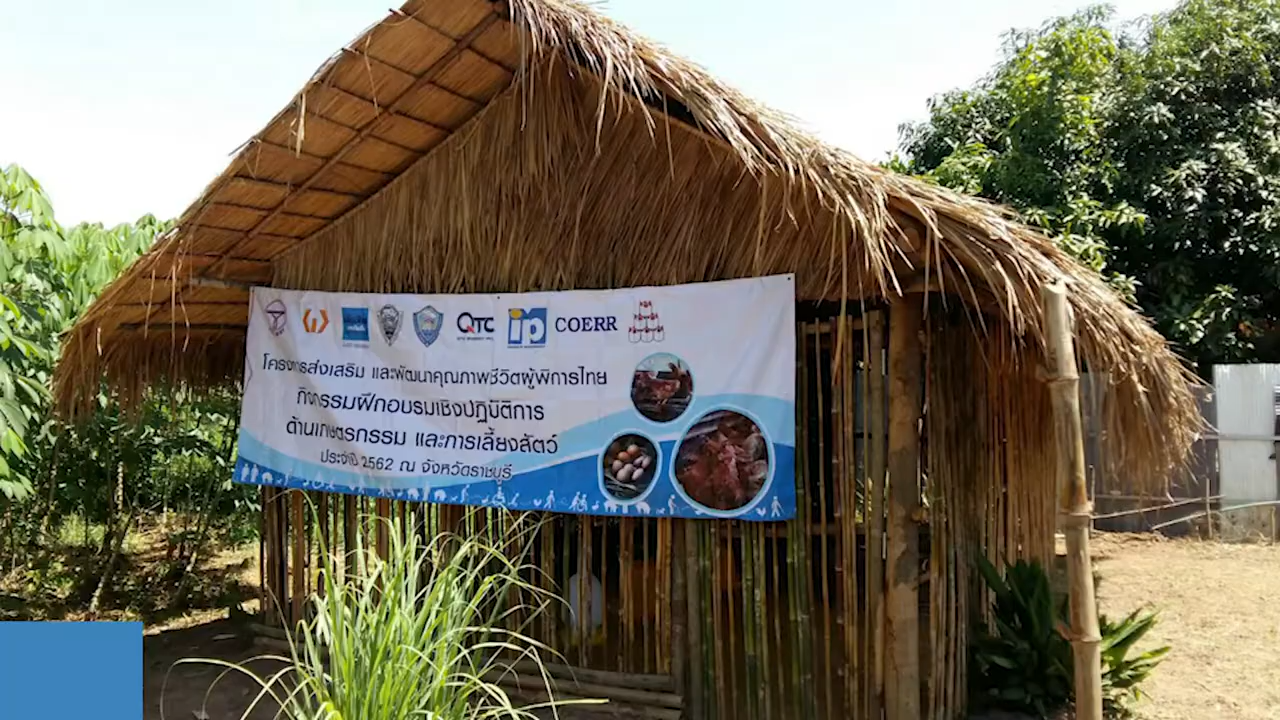 QTC
ip
COERR
โครงการส่งเสริม และพัฒนาคุณภาพชีวิตผู้พิการไทย
กิจกรรมฝึกอบรมเชิงปฏิบัติการ
ด้านเกษตรกรรม และการเลี้ยงสัตว์
ประจำปี 2562 ณ จังหวัดราชบุรี